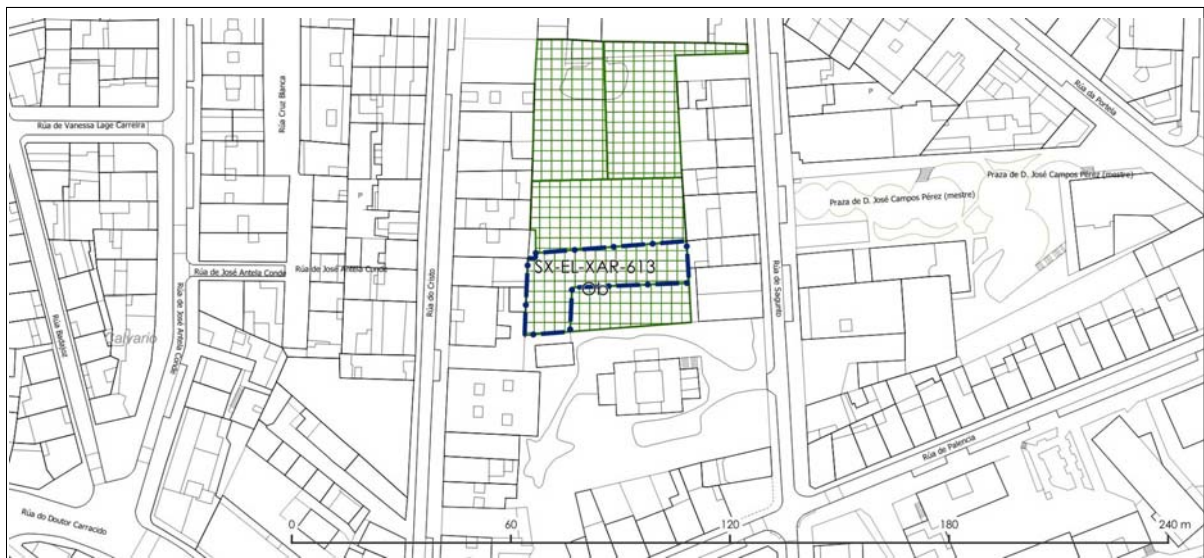 Rúa da Portela
Rúa Cruz Blanca
P
Rúa de Vanessa Lage Carreira
Praza de D. José Campos Pérez (mestre)
P
Praza de D. José Campos Pérez (mestre)
SX-EL-XAR-613
Ob
Rúa de José Antela Conde
Rúa de José Antela Conde
Rúa do Cristo
Rúa de Sagunto
Rúa de José Antela Conde
Rúa Badajoz
Calvario
Rúa de Palencia
Rúa do Doutor Carracido
0 60 120 180 240 m